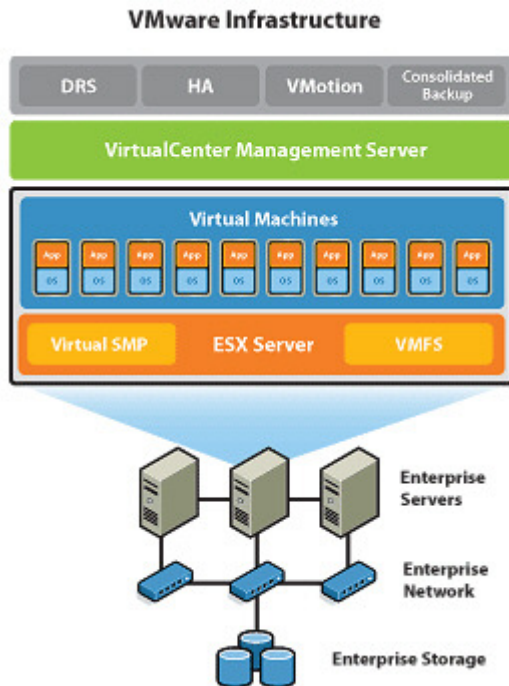 VMware Infrastructure
DRS HA VMotion Consolidated
Backup
VirtualCenter Management Server
Virtual Machines
App App App App App App App App App App
OS OS OS OS OS OS OS OS OS OS
Virtual SMP ESX Server VMFS
Enterprise
Servers
Enterprise
Network
Enterprise Storage